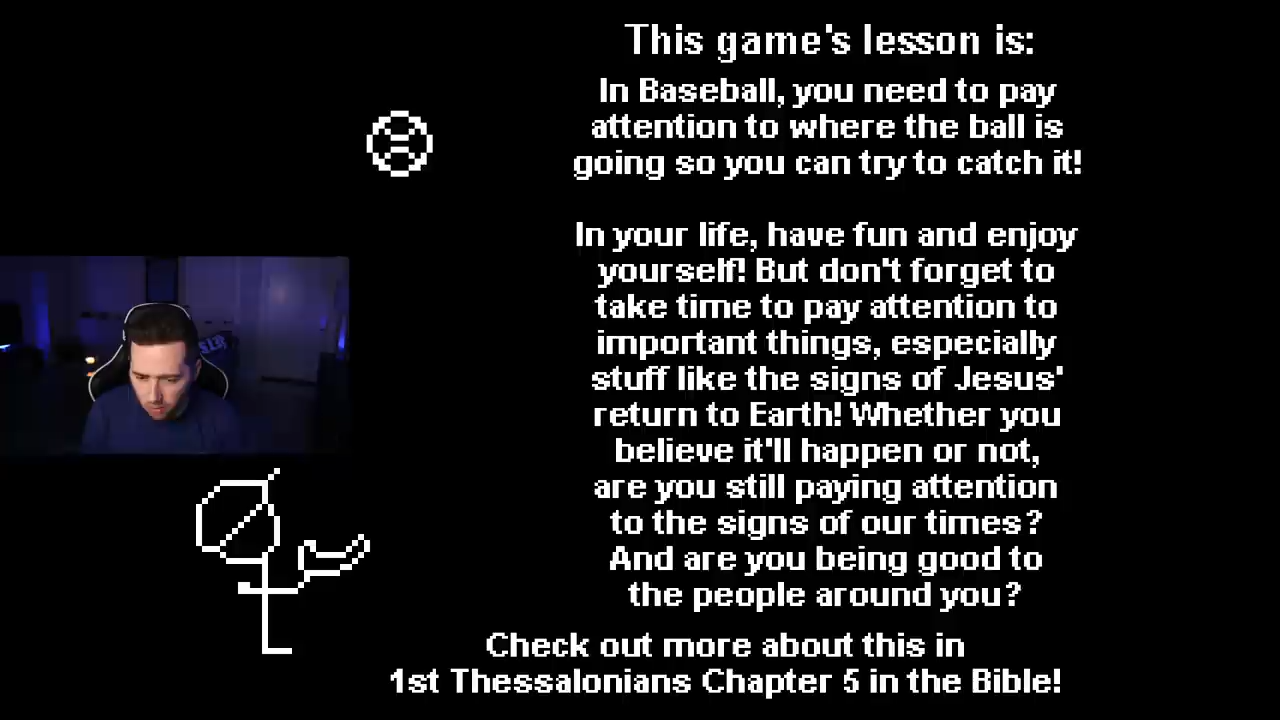 This game's lesson is:
In Baseball, you need to pay
attention to where the ball is
going so you can try to catch it!
In your life, have fun and enjoy
yourself! But don't forget to
take time to pay attention to
important things, especially
stuff like the signs of Jesus'
return to Earth! Whether you
believe it'll happen or not,
are you still paying attention
to the signs of our times?
And are you being good to
the people around you?
Check out more about this in
1st Thessalonians Chapter 5 in the Bible!